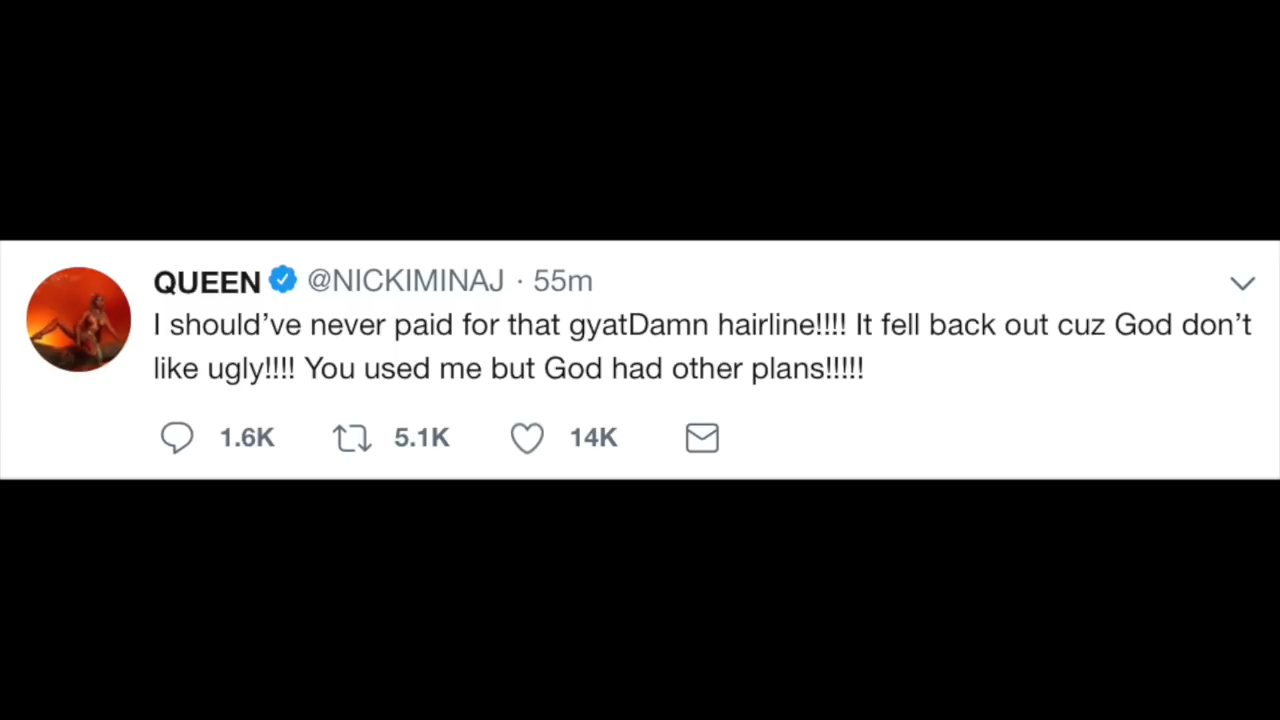 QUEEN @NICKIMINAJ · 55m
I should’ve never paid for that gyatDamn hairline!!!! It fell back out cuz God don’t
like ugly!!!! You used me but God had other plans!!!!!
1.6K 5.1K 14K